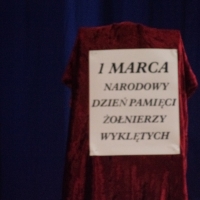 1 MARCA
NARODOWY
DZIEŃ PAMIĘCI
ŻOŁNIERZY
WYKLĘTYCH